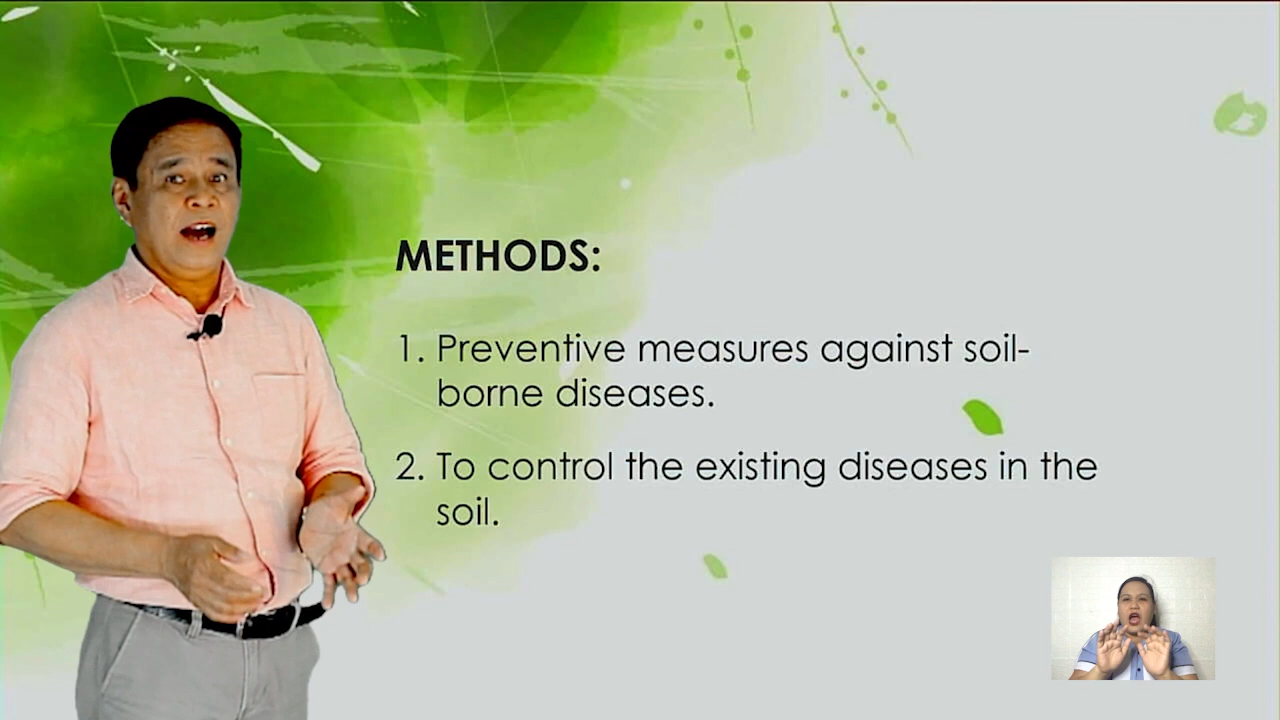 METHODS:
1. Preventive measures against soil-
borne diseases.
2. To control the existing diseases in the
soil.